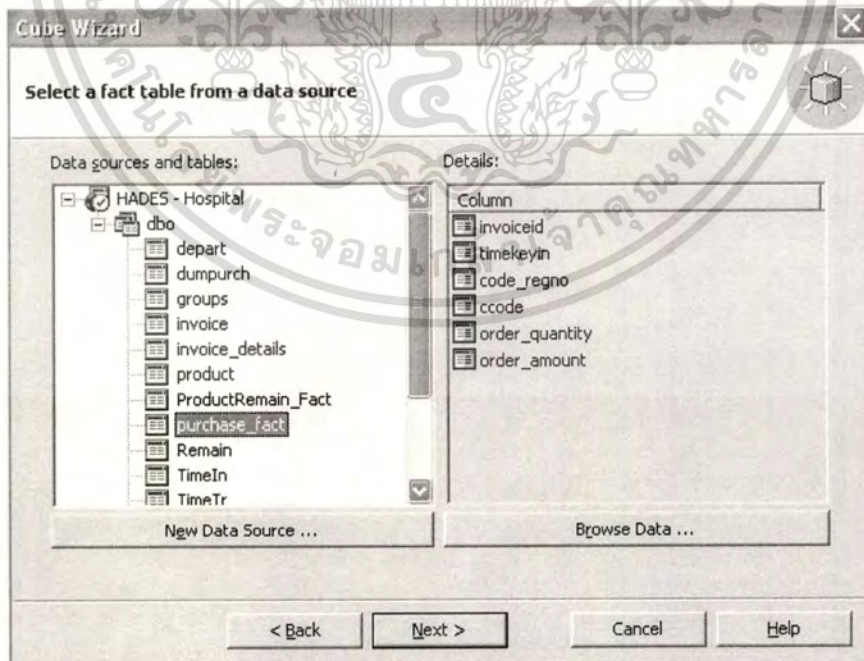 Cube Wizard
Select a fact table from a data source
Data sources and tables:
HADES - Hospital
dbo
depart
dumpurch
groups
invoice
invoice_details
product
ProductRemain_Fact
purchase_fact
Remain
TimeIn
TimeTr
New Data Source ...
Details:
Column
invoiceid
timekeyin
code_regno
ccode
order_quantity
order_amount
Browse Data ...
< Back
Next >
Cancel
Help